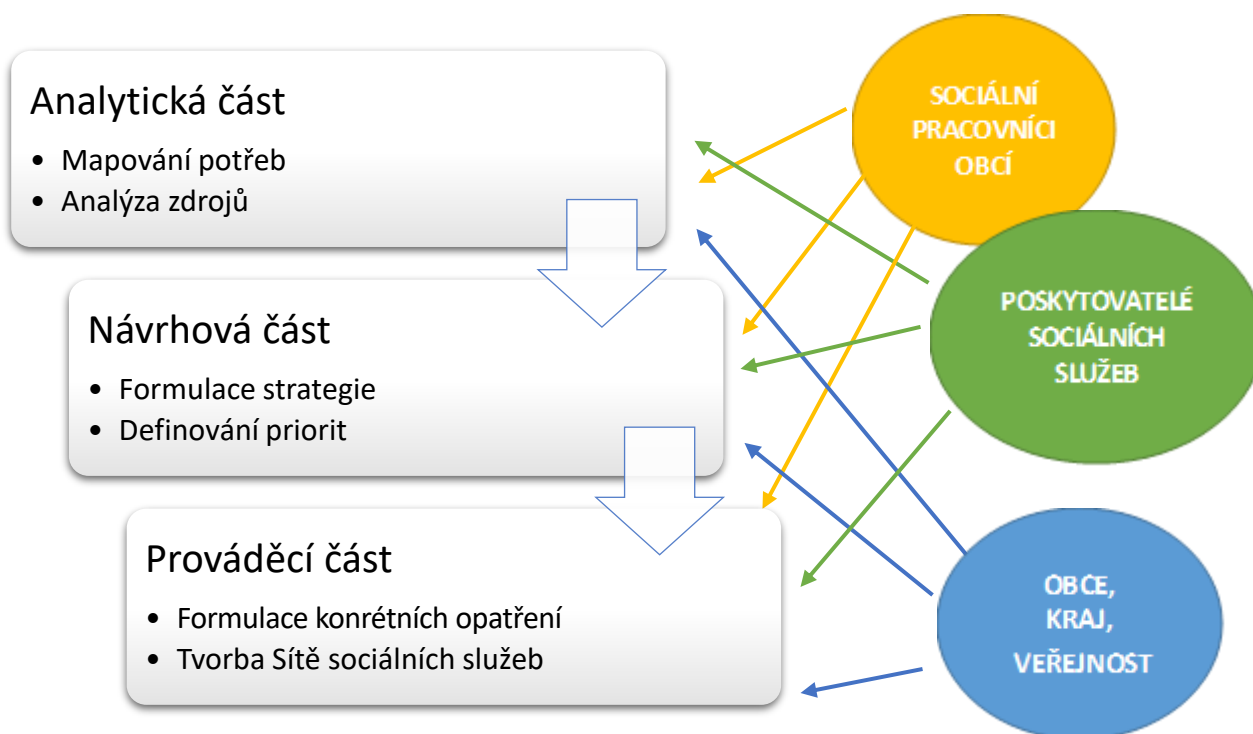 Analytická část
• Mapování potřeb
• Analýza zdrojů
Návrhová část
• Formulace strategie
• Definování priorit
Prováděcí část
• Formulace konrétních opatření
• Tvorba Sítě sociálních služeb
SOCIÁLNÍ
PRACOVNÍCI
OBCÍ
POSKYTOVATELÉ
SOCIÁLNÍCH
SLUŽEB
OBCE,
KRAJ,
VEŘEJNOST